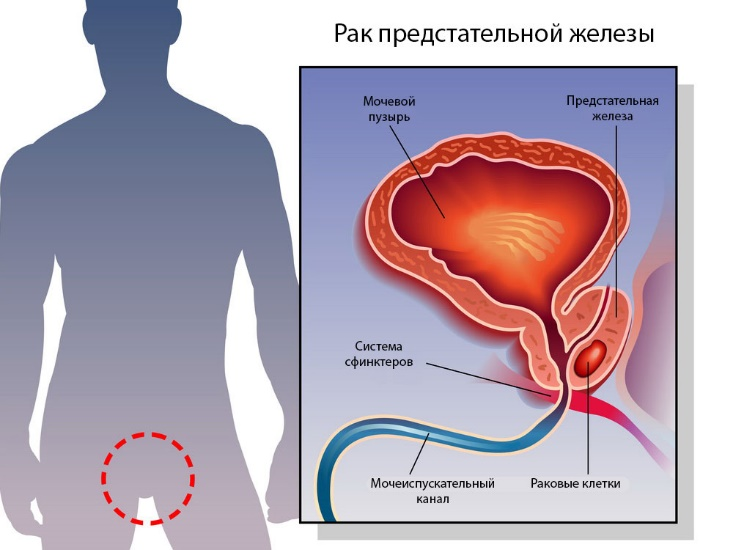 Рак предстательной железы
Мочевой
пузырь
Предстательная
железа
Система
сфинктеров
Мочеиспускательный
канал
Раковые клетки